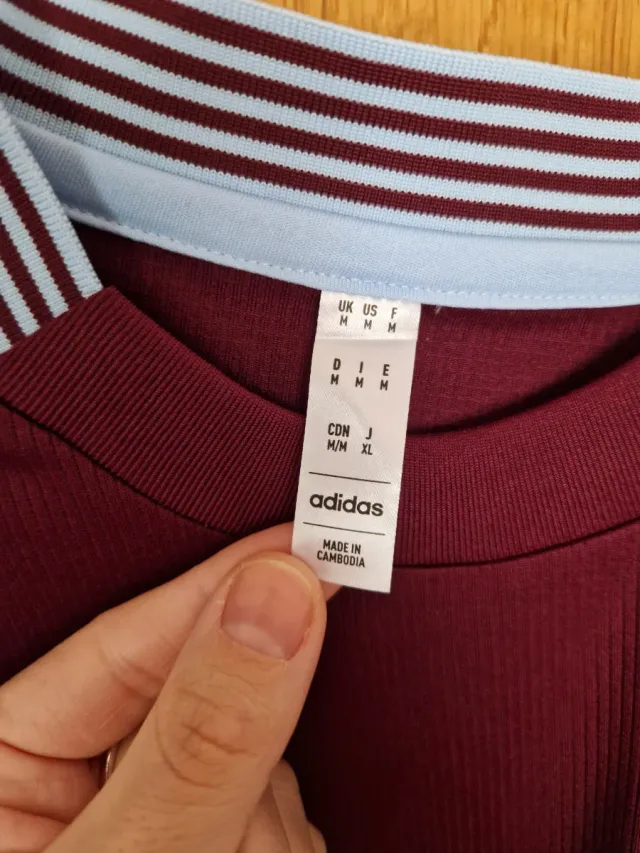 UK US F
M M M
D I E
M M M
CDN J
M/M XL
adidas
MADE IN
CAMBODIA